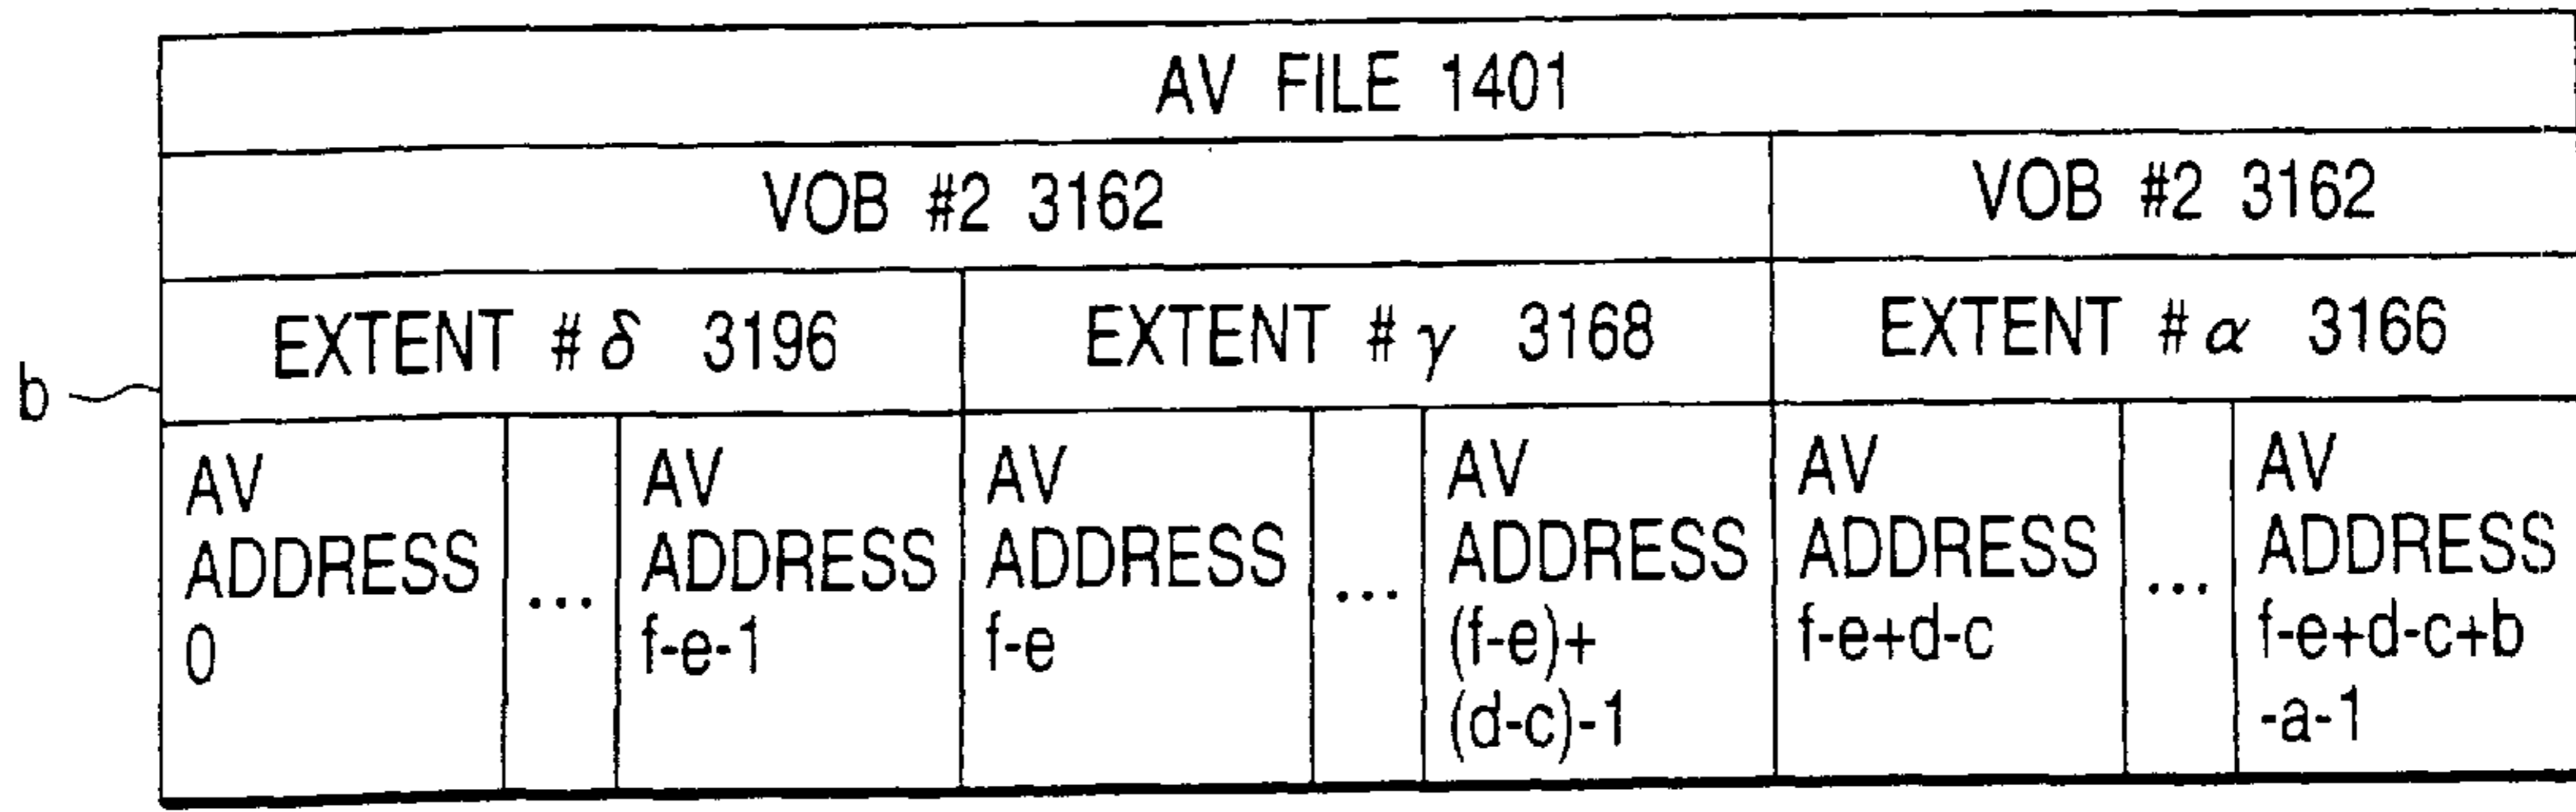 AV FILE 1401
VOB #2 3162
VOB #2 3162
EXTENT #δ 3196
EXTENT #γ 3168
EXTENT #α 3166
b
AV
ADDRESS
0
...
AV
ADDRESS
f-e-1
AV
ADDRESS
f-e
...
AV
ADDRESS
(f-e)+
(d-c)-1
AV
ADDRESS
f-e+d-c
...
AV
ADDRESS
f-e+d-c+b
-a-1